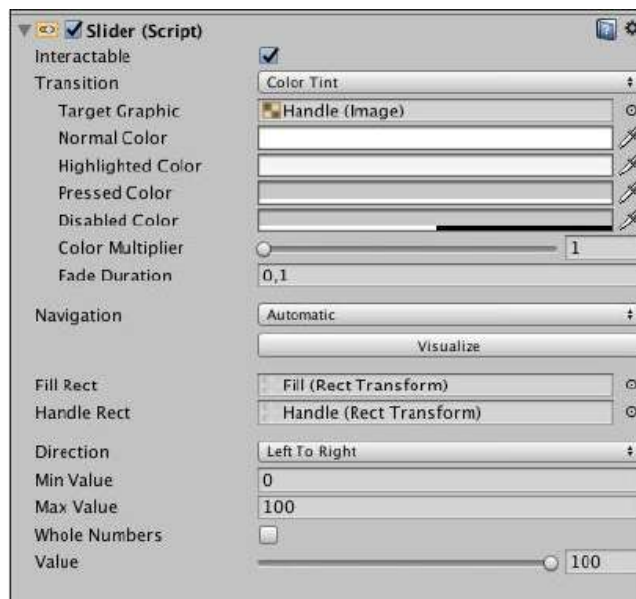 Slider (Script)
Interactable
Transition Color Tint
Target Graphic Handle (Image)
Normal Color
Highlighted Color
Pressed Color
Disabled Color
Color Multiplier 1
Fade Duration 0,1
Navigation Automatic
Visualize
Fill Rect Fill (Rect Transform)
Handle Rect Handle (Rect Transform)
Direction Left To Right
Min Value 0
Max Value 100
Whole Numbers
Value 100